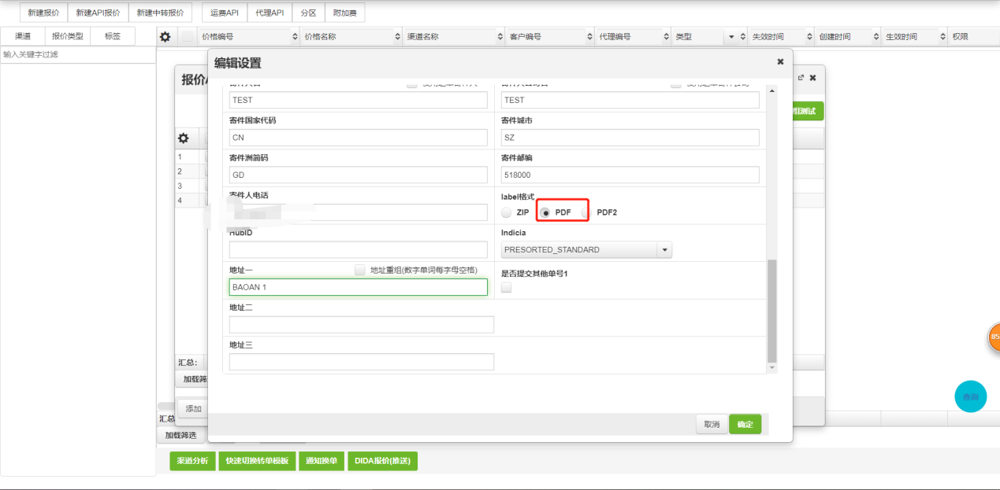 新建报价 新建API报价 新建中转报价 运费API 代理API 分区 附加费
渠道 报价类型 标签 价格编号 价格名称 渠道名称 客户编号 代理编号 类型 失效时间 创建时间 生效时间 权限
输入关键字过滤
编辑设置
报价
TEST TEST
寄件国家代码 寄件城市
CN SZ
寄件洲简码 寄件邮编
GD 518000
寄件人电话 label格式
ZIP PDF PDF2
HubID Indicia
PRESORTED_STANDARD
地址一 地址重组(数字单词每字母空格) 是否提交其他单号1
BAOAN 1
地址二
地址三
1
2
3
4
汇总:
加载筛
添加
取消 确定
汇总
加载筛选
渠道分析 快速切换转单模板 通知换单 DIDA报价(推送)
85
查询